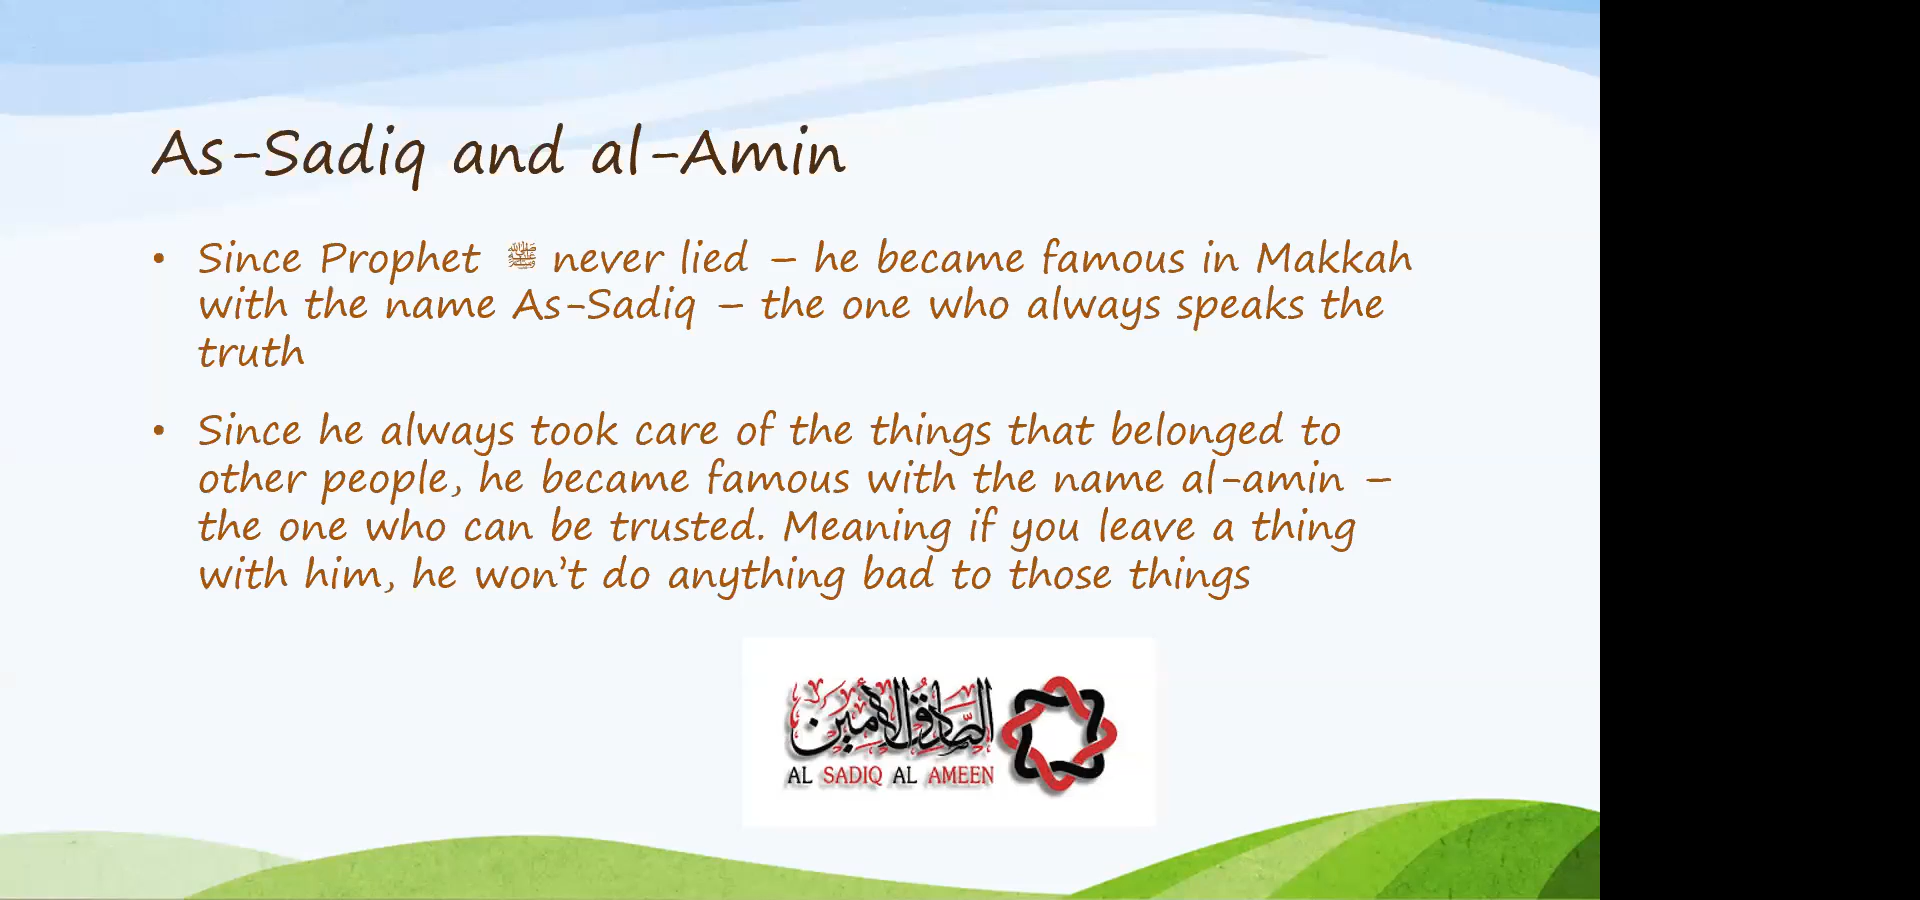 As-Sadiq and al-Amin
• Since Prophet ﷺ never lied – he became famous in Makkah
with the name As-Sadiq – the one who always speaks the
truth
• Since he always took care of the things that belonged to
other people, he became famous with the name al-amin –
the one who can be trusted. Meaning if you leave a thing
with him, he won’t do anything bad to those things
الصادق الأمين
AL SADIQ AL AMEEN